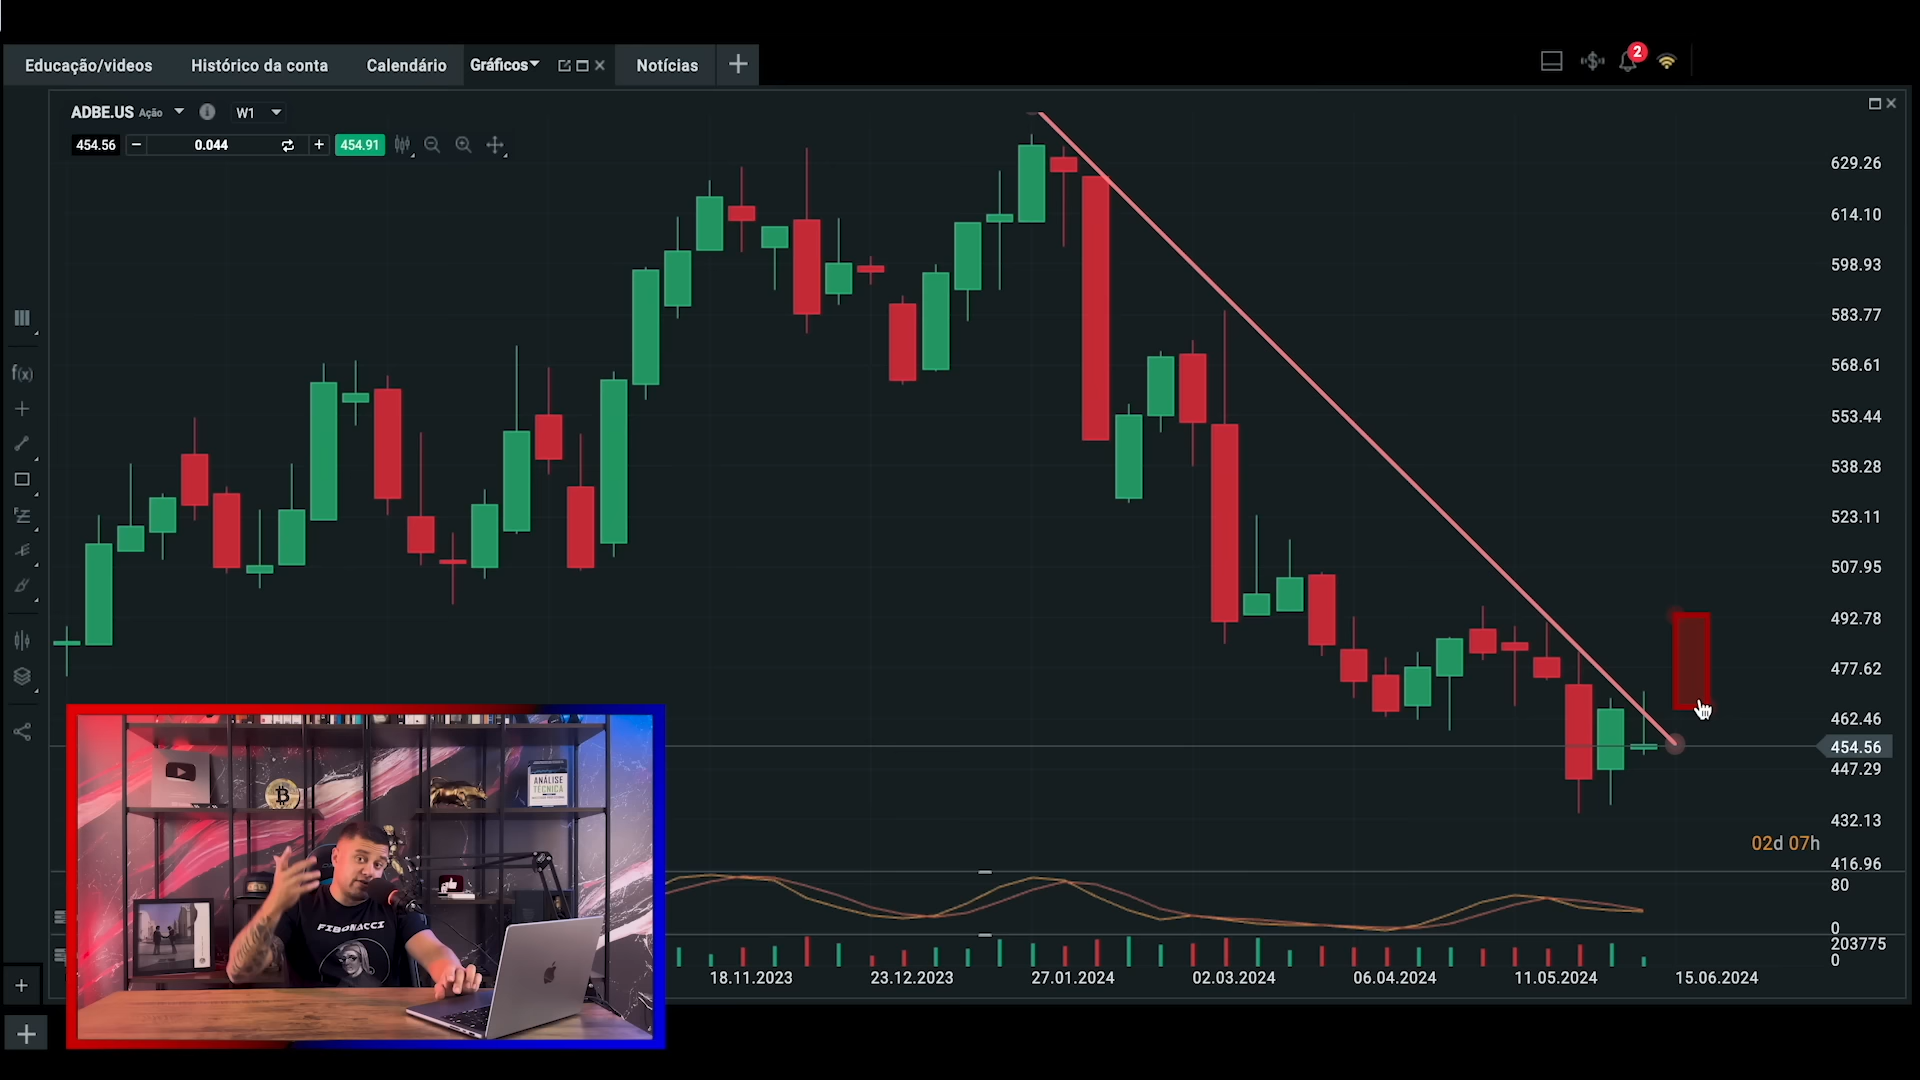 Educação/videos Histórico da conta Calendário Gráficos Notícias
2
ADBE.US Ação W1
454.56 0.044 454.91
629.26
614.10
598.93
583.77
568.61
553.44
538.28
523.11
507.95
492.78
477.62
462.46
454.56
447.29
432.13
02d 07h
416.96
80
0
203775
0
f(x)
18.11.2023 23.12.2023 27.01.2024 02.03.2024 06.04.2024 11.05.2024 15.06.2024
ANÁLISE
TÉCNICA
FIBONACCI